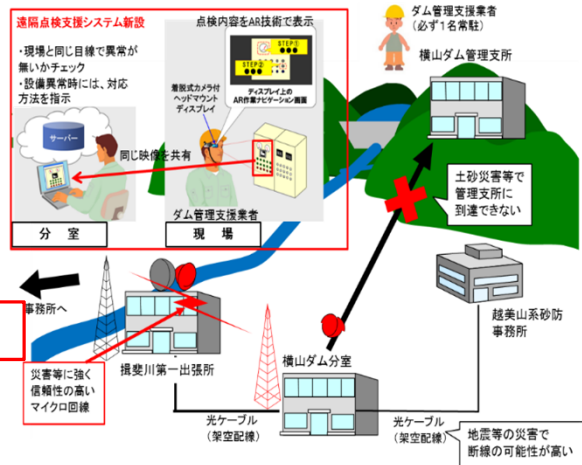 遠隔点検支援システム新設
・現場と同じ目線で異常が
無いかチェック
・設備異常時には、対応
方法を指示
点検内容をAR技術で表示
STEP①
●●●
STEP②
●●●
ディスプレイ上の
AR作業ナビゲーション画面
着脱式カメラ付
ヘッドマウント
ディスプレイ
サーバー
同じ映像を共有
ダム管理支援業者
分 室
現 場
ダム管理支援業者
(必ず1名常駐)
横山ダム管理支所
土砂災害等で
管理支所に
到達できない
越美山系砂防
事務所
事務所へ
災害等に強く
信頼性の高い
マイクロ回線
揖斐川第一出張所
横山ダム分室
光ケーブル
(架空配線)
光ケーブル
(架空配線)
地震等の災害で
断線の可能性が高い